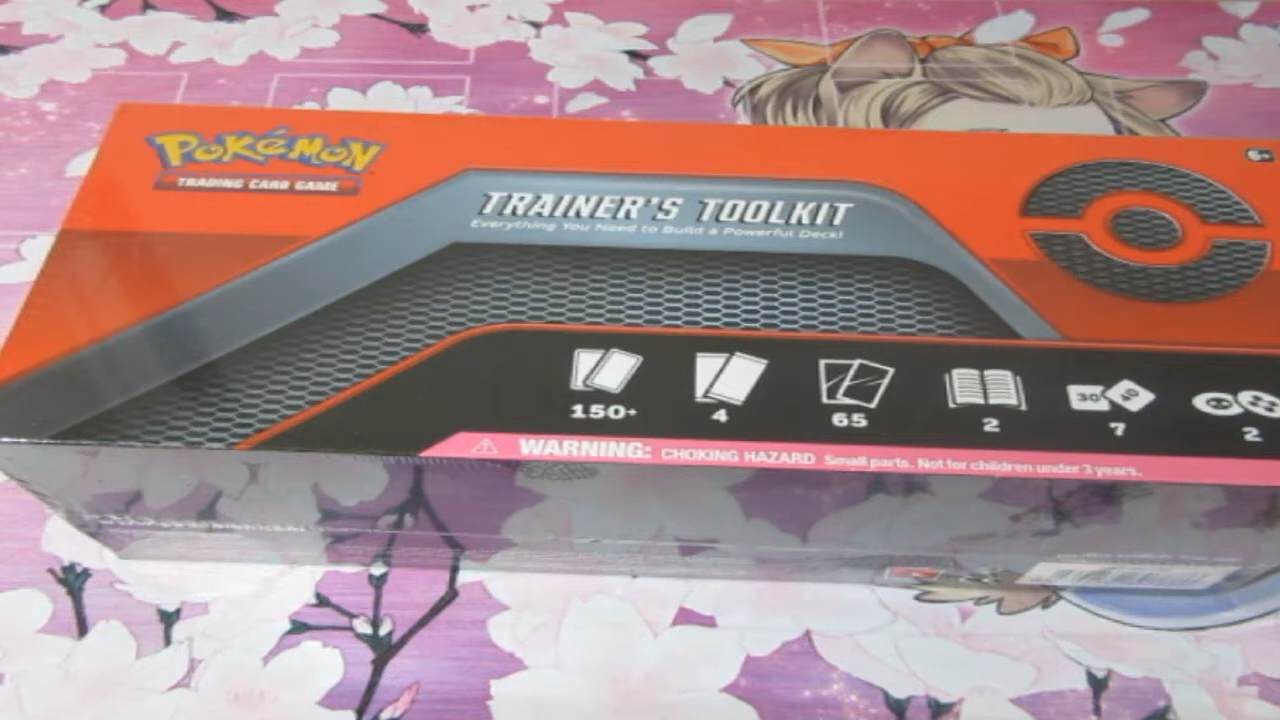 POKéMON
TRADING CARD GAME
6+
TRAINER'S TOOLKIT
Everything You Need to Build a Powerful Deck!
30 40
150+ 4 65 2 7 2
WARNING: CHOKING HAZARD Small parts. Not for children under 3 years.